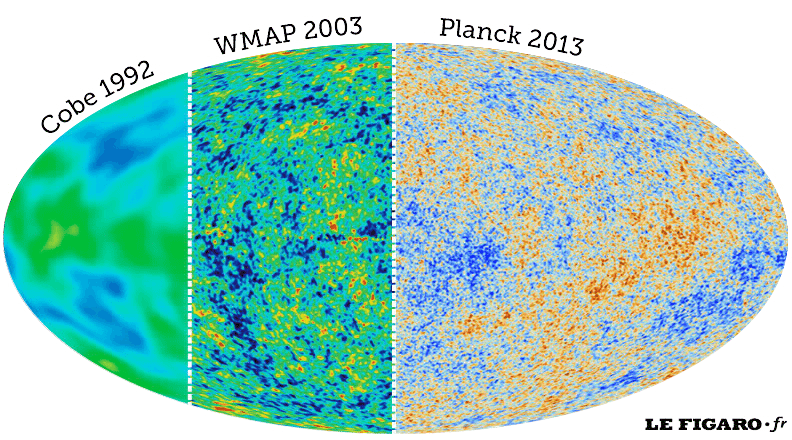 Cobe 1992
WMAP 2003
Planck 2013
LE FIGARO·fr